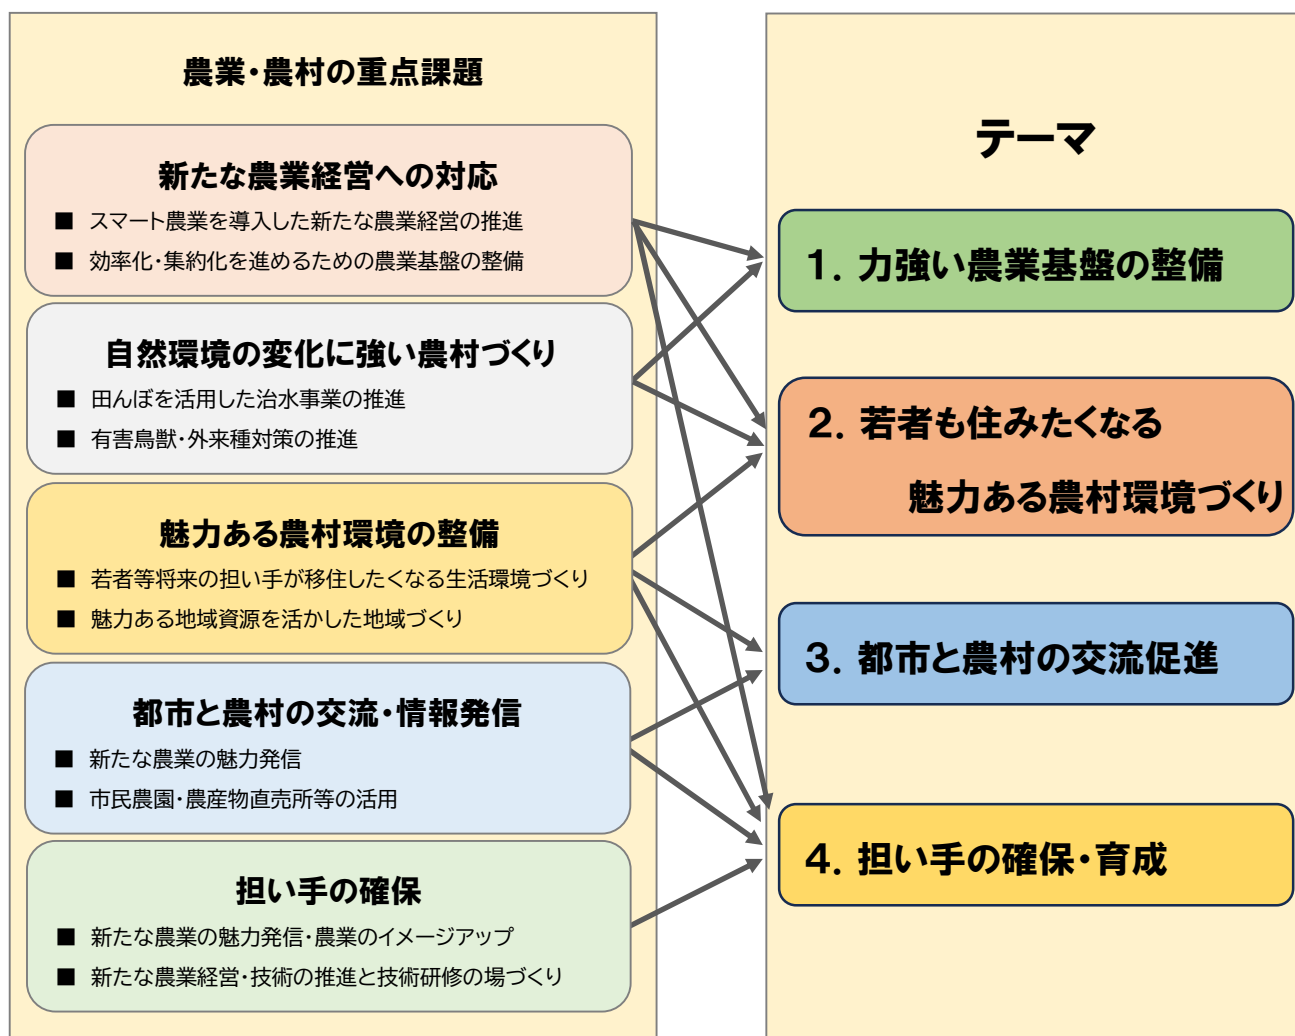 農業・農村の重点課題
新たな農業経営への対応
■ スマート農業を導入した新たな農業経営の推進
■ 効率化・集約化を進めるための農業基盤の整備
自然環境の変化に強い農村づくり
■ 田んぼを活用した治水事業の推進
■ 有害鳥獣・外来種対策の推進
魅力ある農村環境の整備
■ 若者等将来の担い手が移住したくなる生活環境づくり
■ 魅力ある地域資源を活かした地域づくり
都市と農村の交流・情報発信
■ 新たな農業の魅力発信
■ 市民農園・農産物直売所等の活用
担い手の確保
■ 新たな農業の魅力発信・農業のイメージアップ
■ 新たな農業経営・技術の推進と技術研修の場づくり
テーマ
1. 力強い農業基盤の整備
2. 若者も住みたくなる
魅力ある農村環境づくり
3. 都市と農村の交流促進
4. 担い手の確保・育成